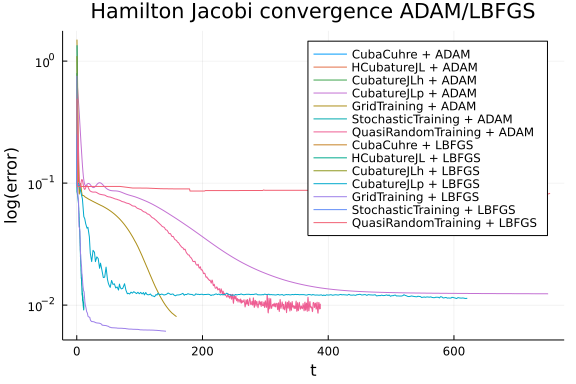 Hamilton Jacobi convergence ADAM/LBFGS
log(error)
10⁰
10⁻¹
10⁻²
CubaCuhre + ADAM
HCubatureJL + ADAM
CubatureJLh + ADAM
CubatureJLp + ADAM
GridTraining + ADAM
StochasticTraining + ADAM
QuasiRandomTraining + ADAM
CubaCuhre + LBFGS
HCubatureJL + LBFGS
CubatureJLh + LBFGS
CubatureJLp + LBFGS
GridTraining + LBFGS
StochasticTraining + LBFGS
QuasiRandomTraining + LBFGS
0 200 400 600
t